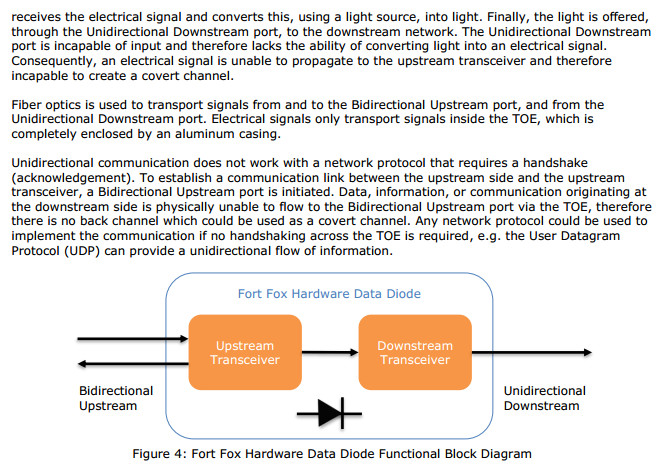 receives the electrical signal and converts this, using a light source, into light. Finally, the light is offered,
through the Unidirectional Downstream port, to the downstream network. The Unidirectional Downstream
port is incapable of input and therefore lacks the ability of converting light into an electrical signal.
Consequently, an electrical signal is unable to propagate to the upstream transceiver and therefore
incapable to create a covert channel.
Fiber optics is used to transport signals from and to the Bidirectional Upstream port, and from the
Unidirectional Downstream port. Electrical signals only transport signals inside the TOE, which is
completely enclosed by an aluminum casing.
Unidirectional communication does not work with a network protocol that requires a handshake
(acknowledgement). To establish a communication link between the upstream side and the upstream
transceiver, a Bidirectional Upstream port is initiated. Data, information, or communication originating at
the downstream side is physically unable to flow to the Bidirectional Upstream port via the TOE, therefore
there is no back channel which could be used as a covert channel. Any network protocol could be used to
implement the communication if no handshaking across the TOE is required, e.g. the User Datagram
Protocol (UDP) can provide a unidirectional flow of information.
Fort Fox Hardware Data Diode
Upstream
Transceiver
Downstream
Transceiver
Bidirectional
Upstream
Unidirectional
Downstream
Figure 4: Fort Fox Hardware Data Diode Functional Block Diagram